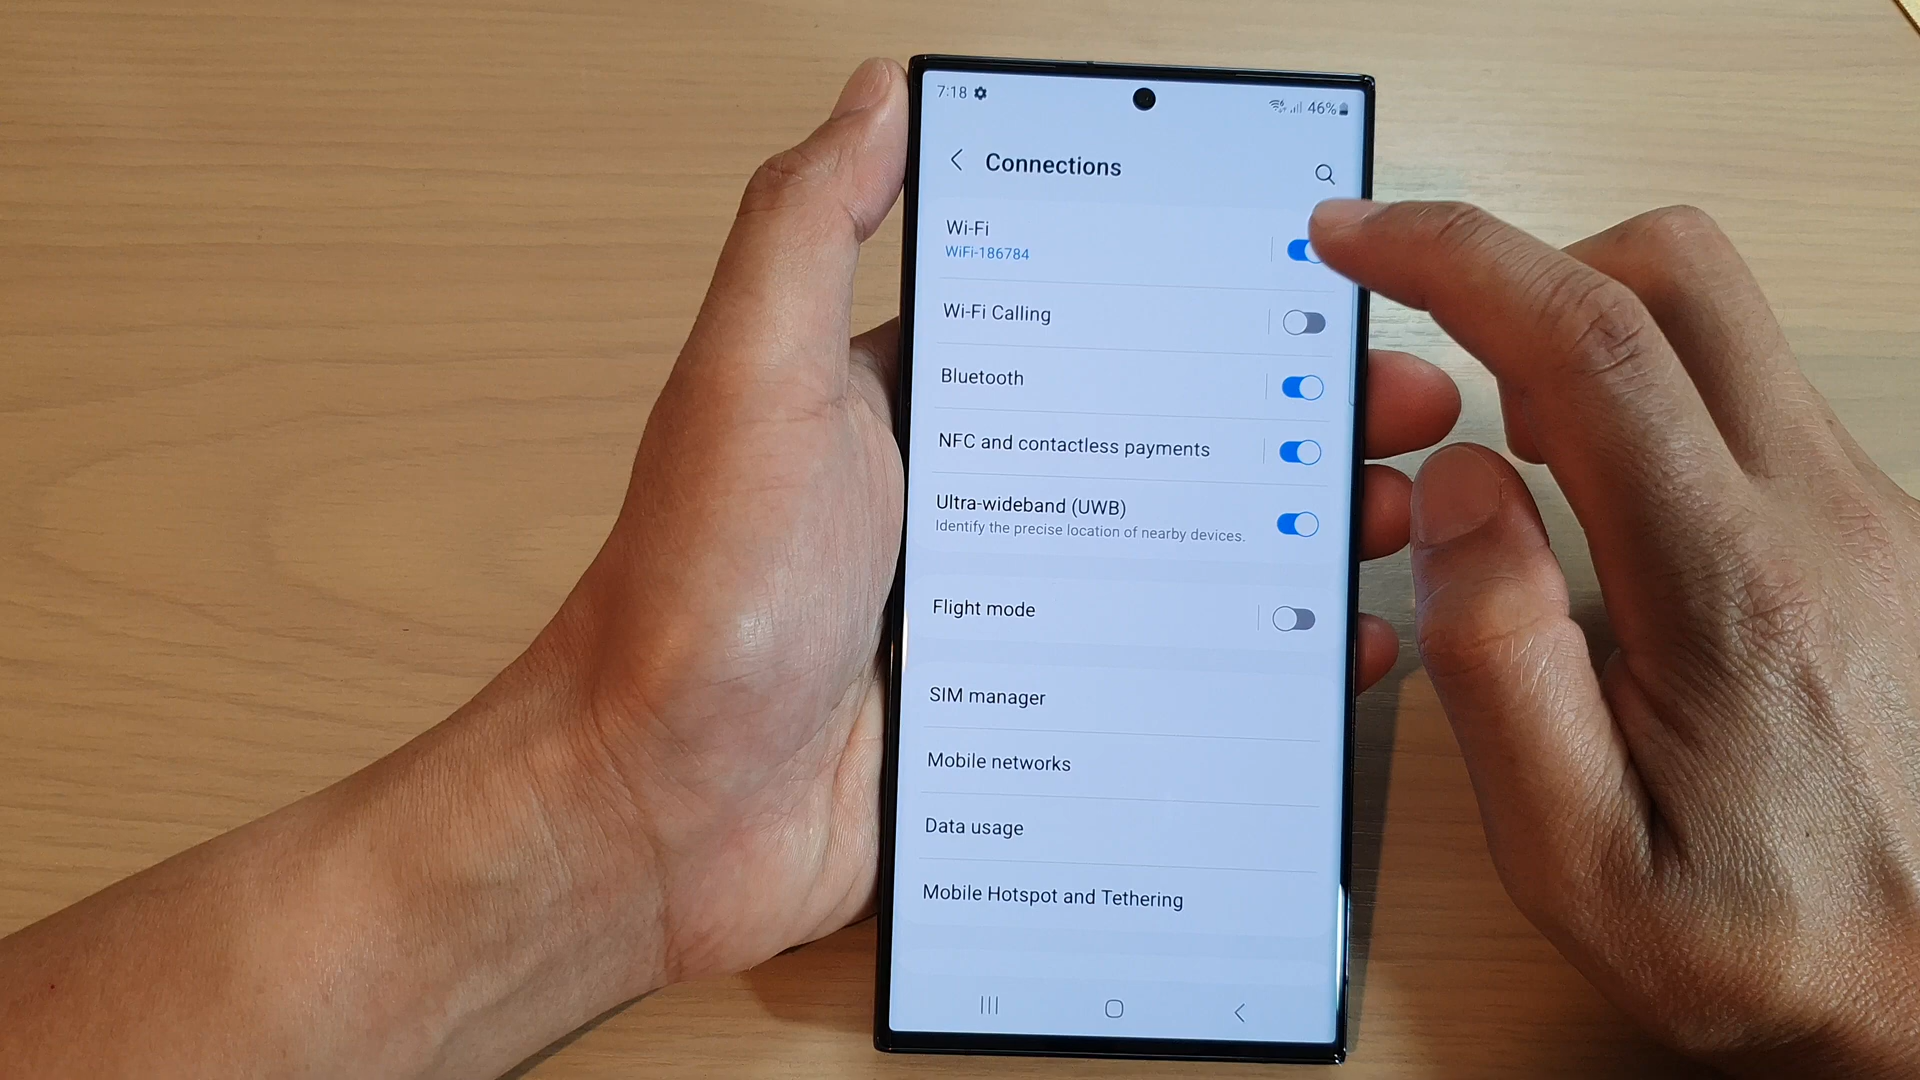 7:18
46%
Connections
Wi-Fi
WiFi-186784
Wi-Fi Calling
Bluetooth
NFC and contactless payments
Ultra-wideband (UWB)
Identify the precise location of nearby devices.
Flight mode
SIM manager
Mobile networks
Data usage
Mobile Hotspot and Tethering